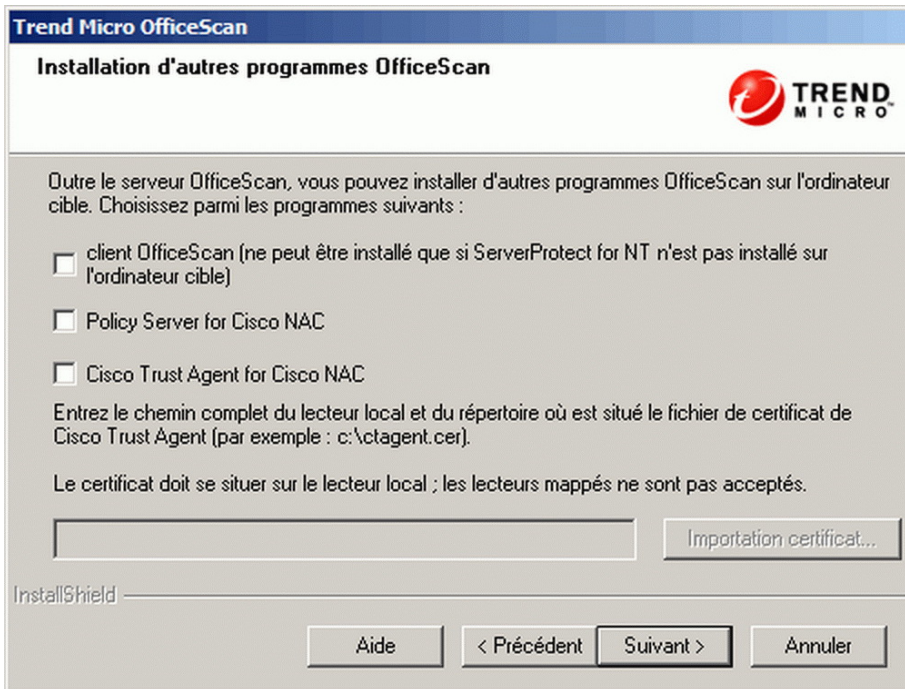 Trend Micro OfficeScan
Installation d'autres programmes OfficeScan
TREND
MICRO
Outre le serveur OfficeScan, vous pouvez installer d'autres programmes OfficeScan sur l'ordinateur
cible. Choisissez parmi les programmes suivants :
client OfficeScan (ne peut être installé que si ServerProtect for NT n'est pas installé sur
l'ordinateur cible)
Policy Server for Cisco NAC
Cisco Trust Agent for Cisco NAC
Entrez le chemin complet du lecteur local et du répertoire où est situé le fichier de certificat de
Cisco Trust Agent (par exemple : c:\ctagent.cer).
Le certificat doit se situer sur le lecteur local ; les lecteurs mappés ne sont pas acceptés.
Importation certificat...
InstallShield
Aide
< Précédent
Suivant >
Annuler